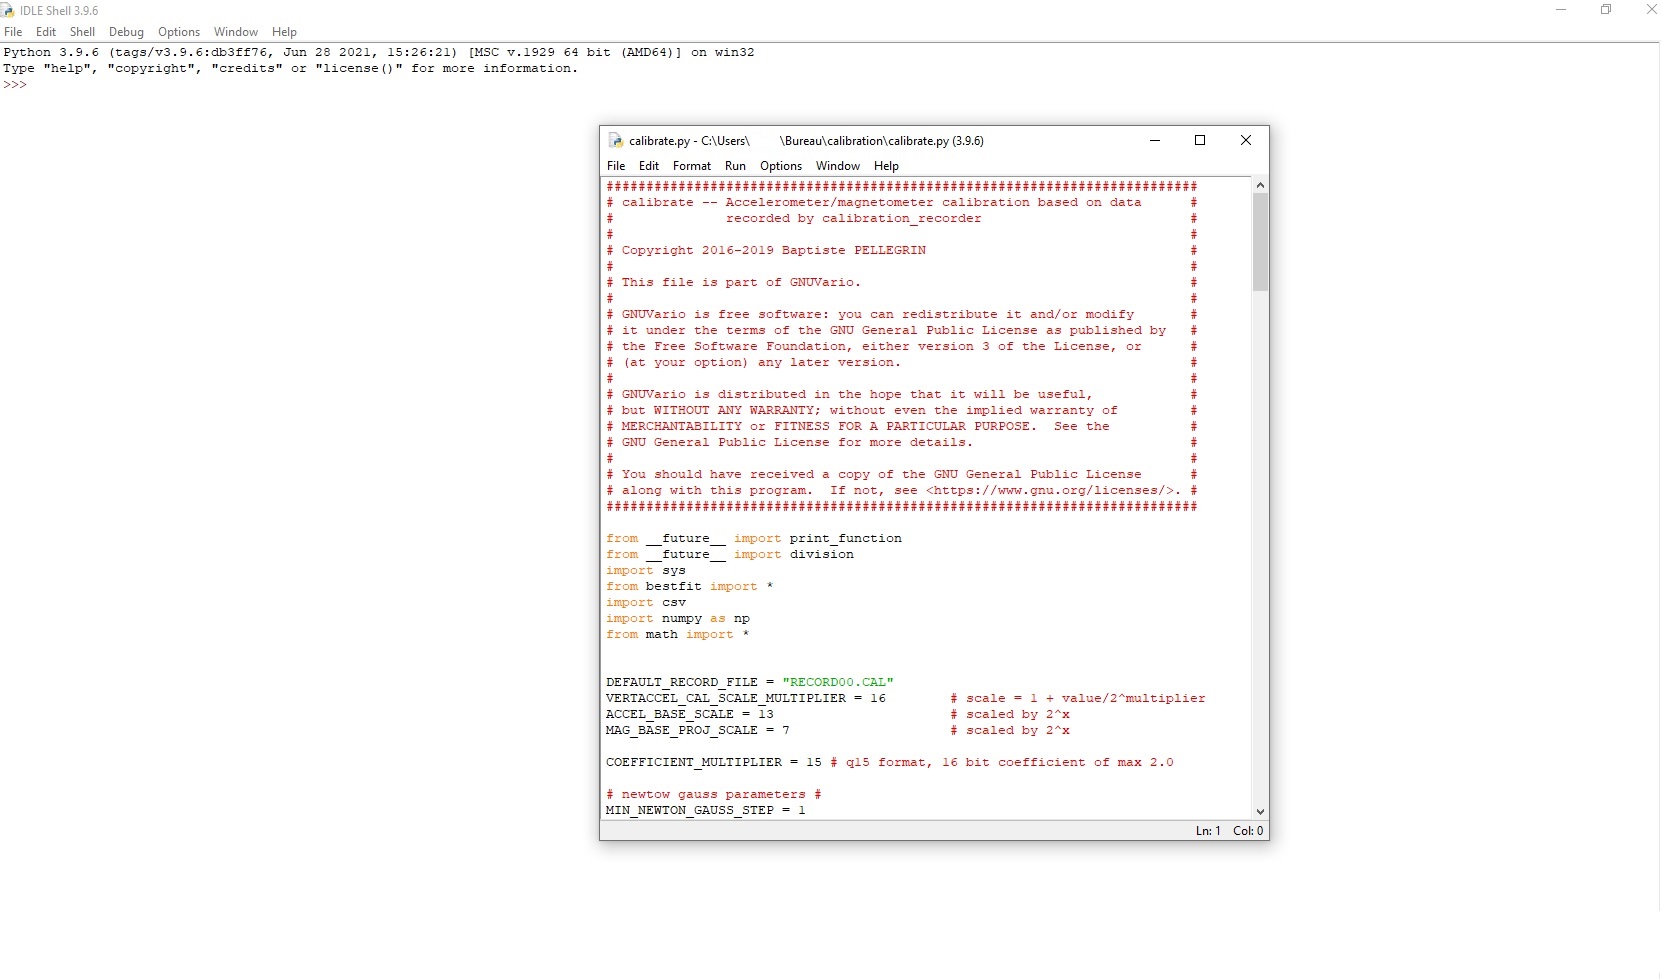 IDLE Shell 3.9.6
File Edit Shell Debug Options Window Help
Python 3.9.6 (tags/v3.9.6:db3ff76, Jun 28 2021, 15:26:21) [MSC v.1929 64 bit (AMD64)] on win32
Type "help", "copyright", "credits" or "license()" for more information.
>>>
calibrate.py - C:\Users\ \Bureau\calibration\calibrate.py (3.9.6)
File Edit Format Run Options Window Help
##########################################################################
# calibrate -- Accelerometer/magnetometer calibration based on data #
# recorded by calibration_recorder #
# #
# Copyright 2016-2019 Baptiste PELLEGRIN #
# #
# This file is part of GNUVario. #
# #
# GNUVario is free software: you can redistribute it and/or modify #
# it under the terms of the GNU General Public License as published by #
# the Free Software Foundation, either version 3 of the License, or #
# (at your option) any later version. #
# #
# GNUVario is distributed in the hope that it will be useful, #
# but WITHOUT ANY WARRANTY; without even the implied warranty of #
# MERCHANTABILITY or FITNESS FOR A PARTICULAR PURPOSE. See the #
# GNU General Public License for more details. #
# #
# You should have received a copy of the GNU General Public License #
# along with this program. If not, see <https://www.gnu.org/licenses/>. #
##########################################################################
from __future__ import print_function
from __future__ import division
import sys
from bestfit import *
import csv
import numpy as np
from math import *
DEFAULT_RECORD_FILE = "RECORD00.CAL"
VERTACCEL_CAL_SCALE_MULTIPLIER = 16 # scale = 1 + value/2^multiplier
ACCEL_BASE_SCALE = 13 # scaled by 2^x
MAG_BASE_PROJ_SCALE = 7 # scaled by 2^x
COEFFICIENT_MULTIPLIER = 15 # q15 format, 16 bit coefficient of max 2.0
# newtow gauss parameters #
MIN_NEWTON_GAUSS_STEP = 1
Ln: 1 Col: 0